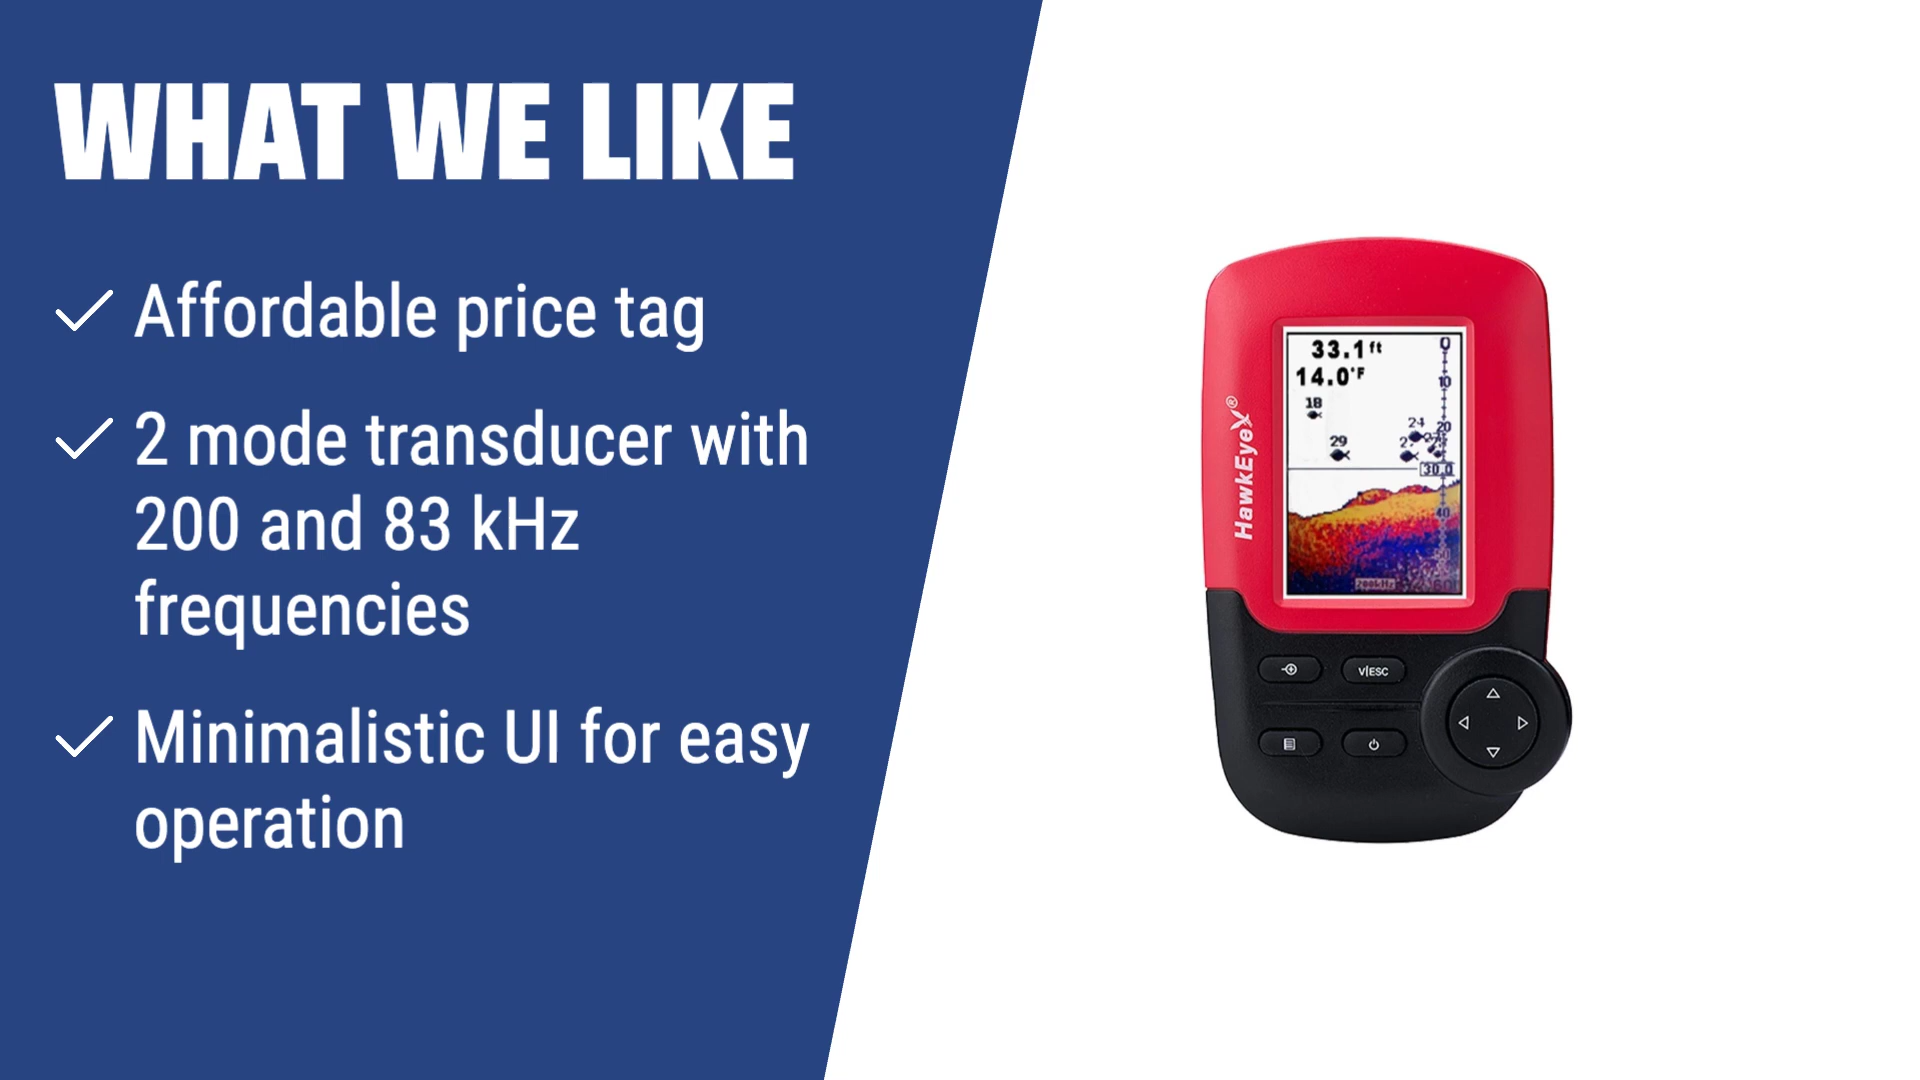 WHAT WE LIKE
Affordable price tag
2 mode transducer with
200 and 83 kHz
frequencies
Minimalistic UI for easy
operation
HawkEye®
33.1 ft
14.0°F
0
10
18
24
20
29
30.0
40
200kHz
V|ESC